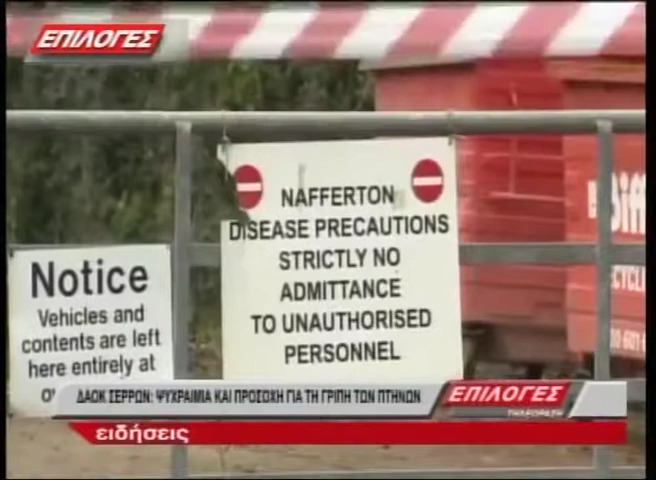 ΕΠΙΛΟΓΕΣ
NAFFERTON
DISEASE PRECAUTIONS
STRICTLY NO
ADMITTANCE
TO UNAUTHORISED
PERSONNEL
Notice
Vehicles and
contents are left
here entirely at
ΔΑΟΚ ΣΕΡΡΩΝ: ΨΥΧΡΑΙΜΙΑ ΚΑΙ ΠΡΟΣΟΧΗ ΓΙΑ ΤΗ ΓΡΙΠΗ ΤΩΝ ΠΤΗΝΩΝ
ΕΠΙΛΟΓΕΣ
ΤΗΛΕΟΡΑΣΗ
ειδήσεις